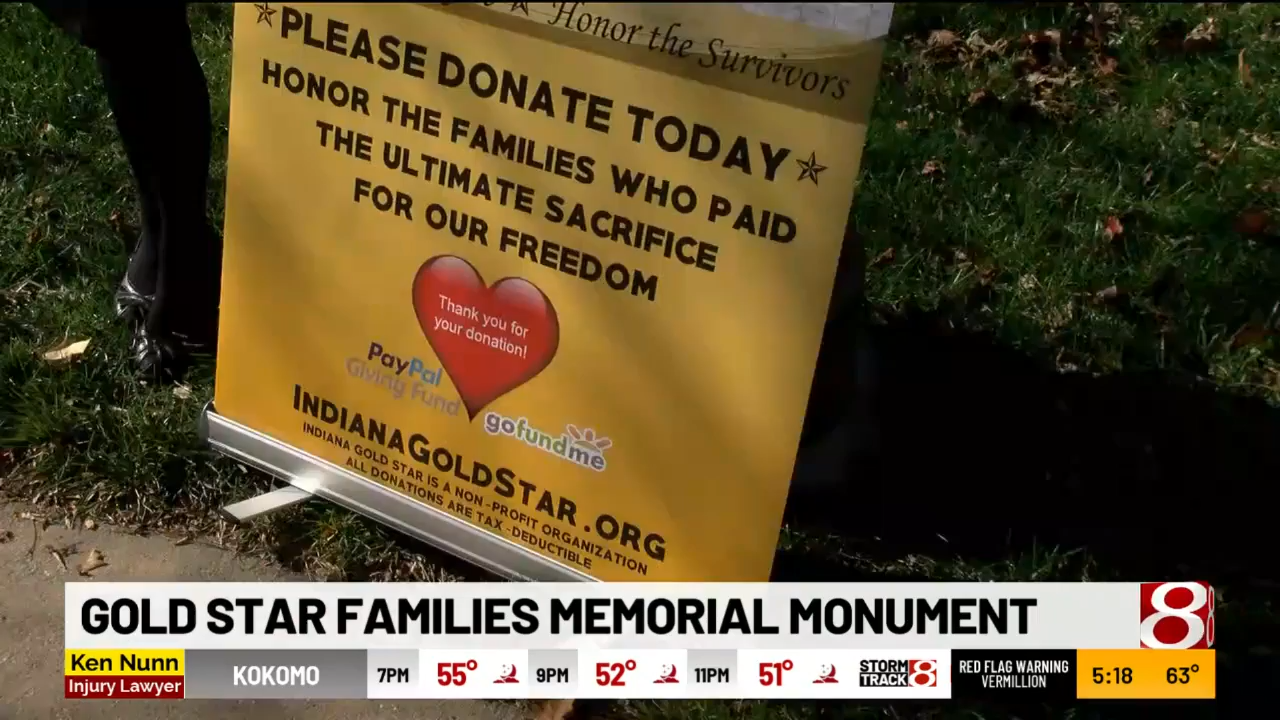 Honor the Survivors
PLEASE DONATE TODAY
HONOR THE FAMILIES WHO PAID
THE ULTIMATE SACRIFICE
FOR OUR FREEDOM
Thank you for
your donation!
PayPal
Giving Fund
gofundme
INDIANAGOLDSTAR.ORG
INDIANA GOLD STAR IS A NON-PROFIT ORGANIZATION
ALL DONATIONS ARE TAX-DEDUCTIBLE
GOLD STAR FAMILIES MEMORIAL MONUMENT
8
Ken Nunn
Injury Lawyer
KOKOMO
7PM 55° 9PM 52° 11PM 51°
STORM
TRACK 8
RED FLAG WARNING
VERMILLION
5:18 63°